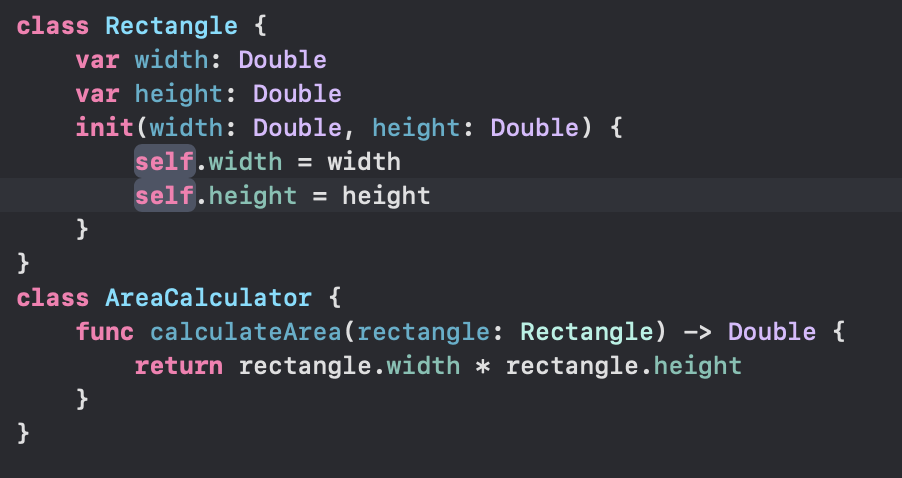 class Rectangle {
    var width: Double
    var height: Double
    init(width: Double, height: Double) {
        self.width = width
        self.height = height
    }
}
class AreaCalculator {
    func calculateArea(rectangle: Rectangle) -> Double {
        return rectangle.width * rectangle.height
    }
}